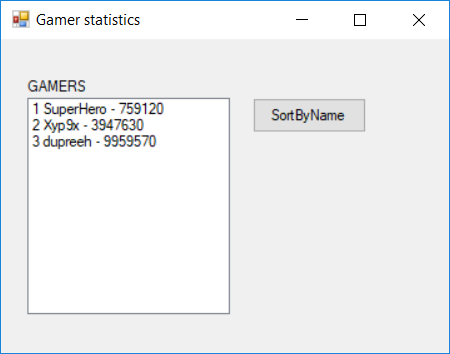 Gamer statistics
GAMERS
1 SuperHero - 759120
2 Xyp9x - 3947630
3 dupreeh - 9959570
SortByName